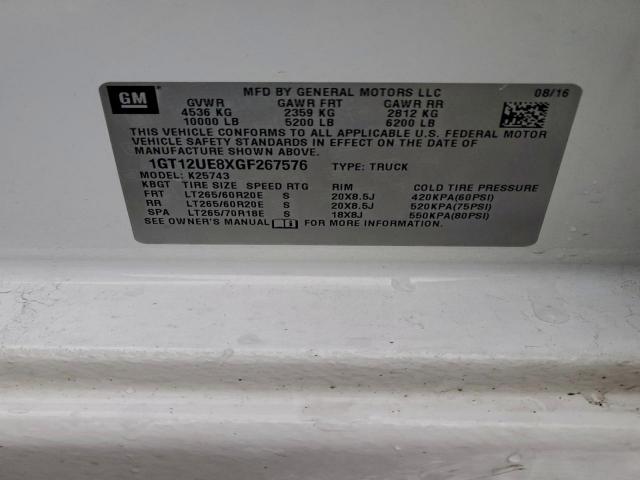 GM
MFD BY GENERAL MOTORS LLC 08/16
GVWR GAWR FRT GAWR RR
4536 KG 2359 KG 2812 KG
10000 LB 5200 LB 6200 LB
THIS VEHICLE CONFORMS TO ALL APPLICABLE U.S. FEDERAL MOTOR
VEHICLE SAFETY STANDARDS IN EFFECT ON THE DATE OF
MANUFACTURE SHOWN ABOVE.
1GT12UE8XGF267576 TYPE: TRUCK
MODEL: K25743
KBGT TIRE SIZE SPEED RTG RIM COLD TIRE PRESSURE
FRT LT265/60R20E S 20X8.5J 420KPA(60PSI)
RR LT265/60R20E S 20X8.5J 520KPA(75PSI)
SPA LT265/70R18E S 18X8J 550KPA(80PSI)
SEE OWNER'S MANUAL FOR MORE INFORMATION.